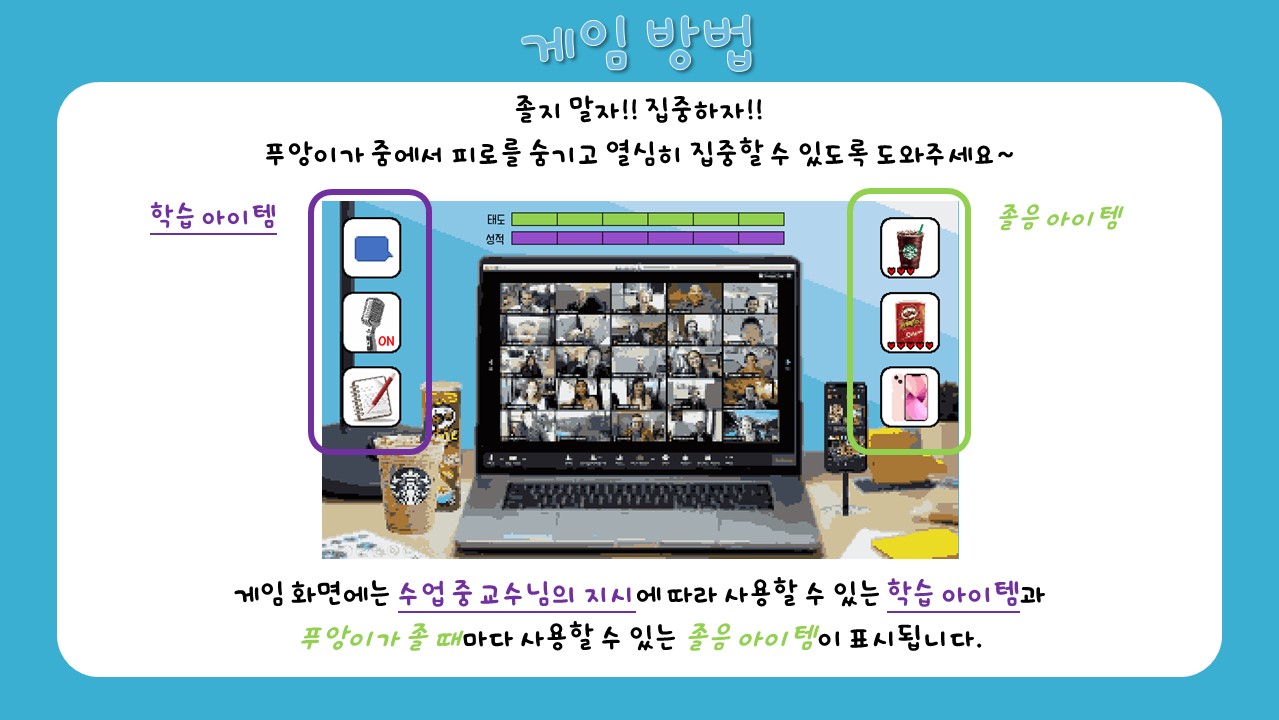 게임 방법
졸지 말자!! 집중하자!!
푸앙이가 줌에서 피로를 숨기고 열심히 집중할 수 있도록 도와주세요~
학습 아이템
졸음 아이템
태도
성적
ON
게임 화면에는 수업 중 교수님의 지시에 따라 사용할 수 있는 학습 아이템과
푸앙이가 졸 때마다 사용할 수 있는 졸음 아이템이 표시됩니다.